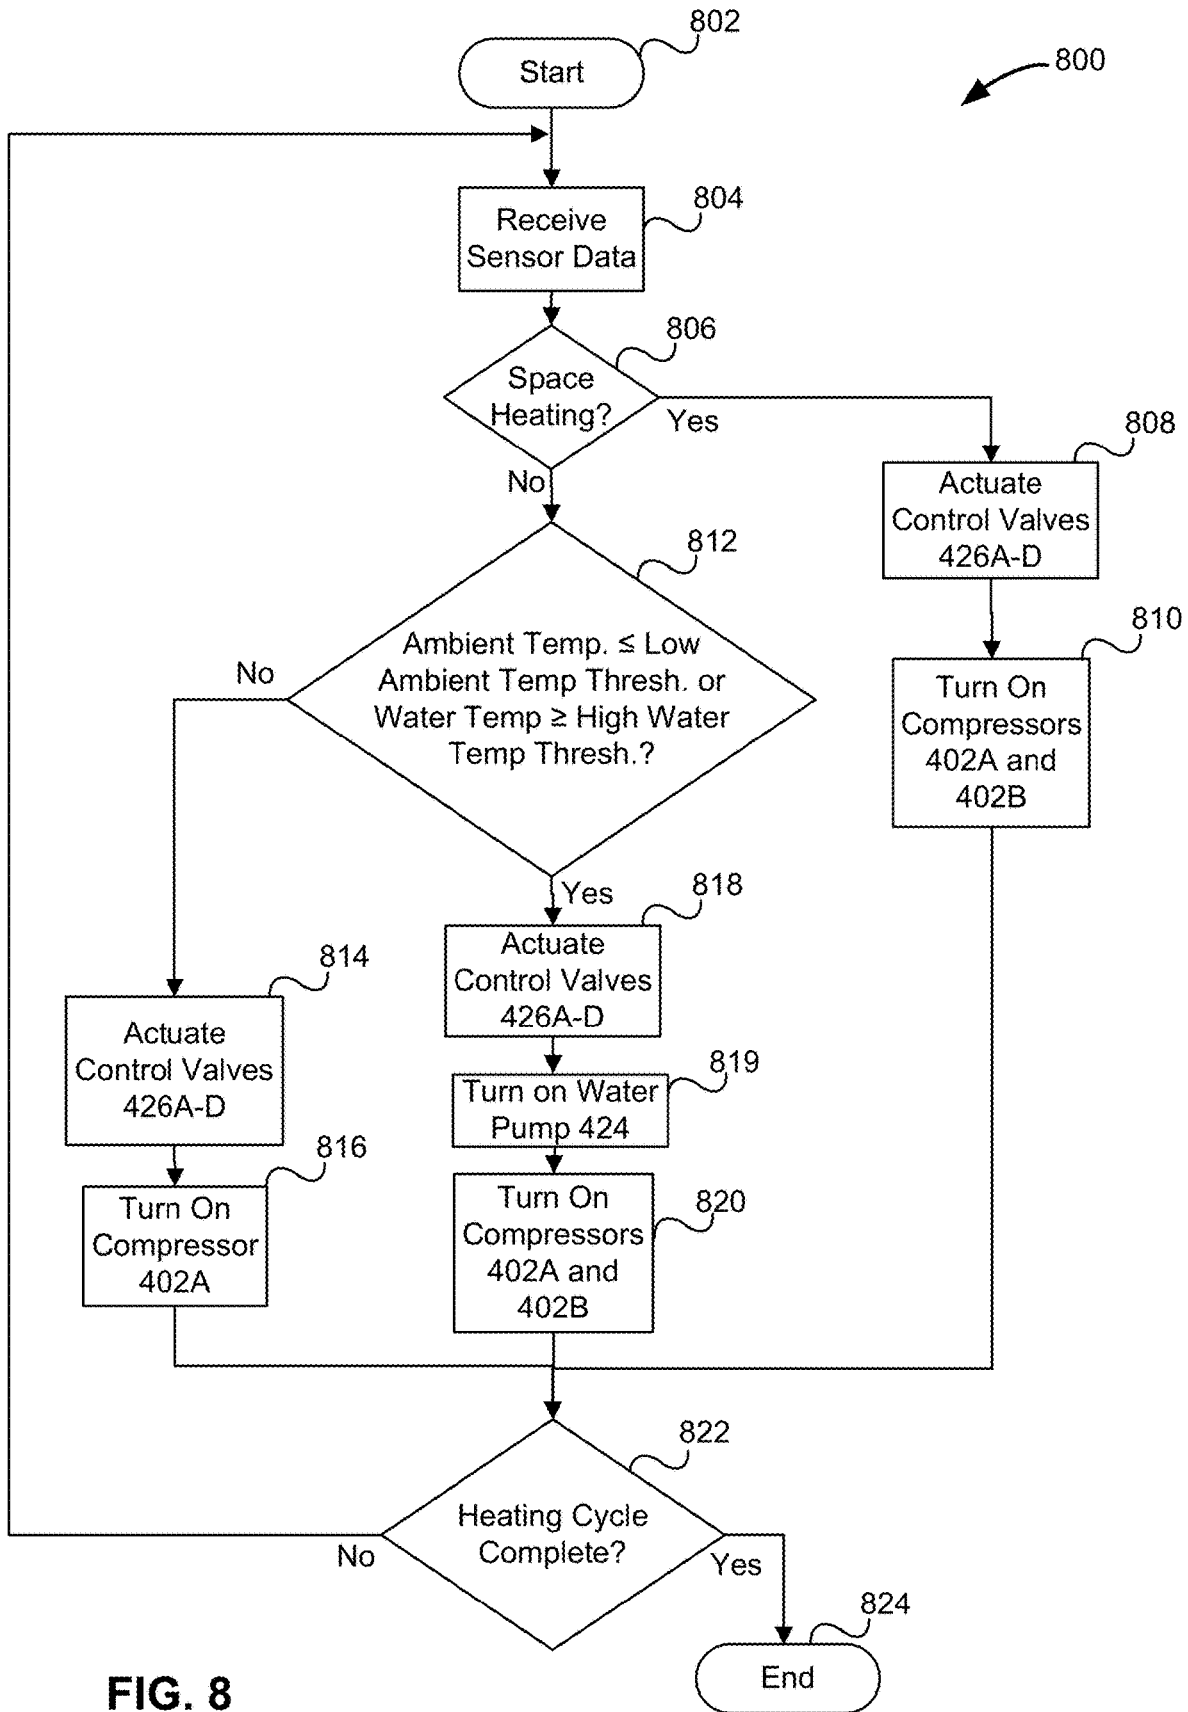 802
Start
800
804
Receive
Sensor Data
806
Space
Heating?
Yes
No
808
Actuate
Control Valves
426A-D
812
Ambient Temp. ≤ Low
Ambient Temp Thresh. or
Water Temp ≥ High Water
Temp Thresh.?
No
Yes
810
Turn On
Compressors
402A and
402B
818
Actuate
Control Valves
426A-D
814
Actuate
Control Valves
426A-D
819
Turn on Water
Pump 424
816
Turn On
Compressor
402A
820
Turn On
Compressors
402A and
402B
822
Heating Cycle
Complete?
No
Yes
824
End
FIG. 8